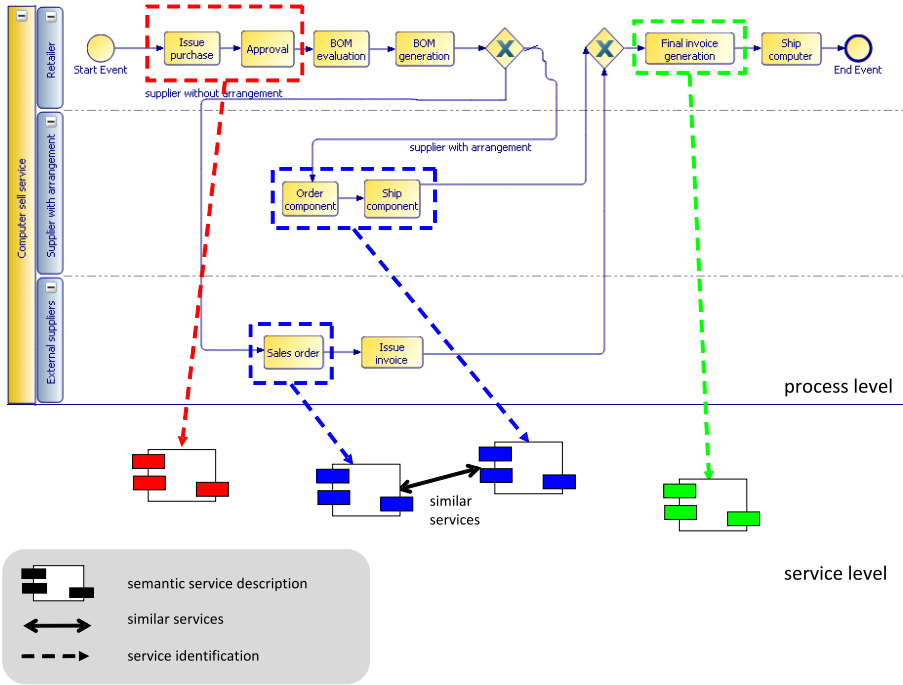 Computer sell service
Retailer
Start Event
Issue
purchase
Approval
BOM
evaluation
BOM
generation
X
X
Final invoice
generation
Ship
computer
End Event
supplier without arrangement
Supplier with arrangement
supplier with arrangement
Order
component
Ship
component
External suppliers
Sales order
Issue
invoice
process level
similar
services
service level
semantic service description
similar services
service identification